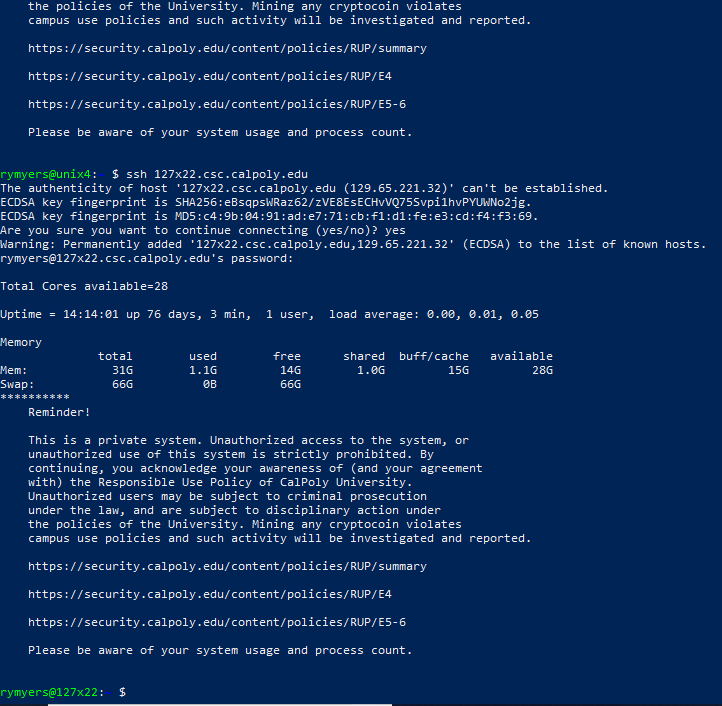 the policies of the University. Mining any cryptocoin violates
campus use policies and such activity will be investigated and reported.
https://security.calpoly.edu/content/policies/RUP/summary
https://security.calpoly.edu/content/policies/RUP/E4
https://security.calpoly.edu/content/policies/RUP/E5-6
Please be aware of your system usage and process count.
rymyers@unix4: $ ssh 127x22.csc.calpoly.edu
The authenticity of host '127x22.csc.calpoly.edu (129.65.221.32)' can't be established.
ECDSA key fingerprint is SHA256:eBsqpsWRaz62/zVE8EsECHvVQ75Svpi1hvPYUWNo2jg.
ECDSA key fingerprint is MD5:c4:9b:04:91:ad:e7:71:cb:f1:d1:fe:e3:cd:f4:f3:69.
Are you sure you want to continue connecting (yes/no)? yes
Warning: Permanently added '127x22.csc.calpoly.edu,129.65.221.32' (ECDSA) to the list of known hosts.
rymyers@127x22.csc.calpoly.edu's password:
Total Cores available=28
Uptime = 14:14:01 up 76 days, 3 min,  1 user,  load average: 0.00, 0.01, 0.05
Memory
total used free shared buff/cache available
Mem: 31G 1.1G 14G 1.0G 15G 28G
Swap: 66G 0B 66G
**********
Reminder!
This is a private system. Unauthorized access to the system, or
unauthorized use of this system is strictly prohibited. By
continuing, you acknowledge your awareness of (and your agreement
with) the Responsible Use Policy of CalPoly University.
Unauthorized users may be subject to criminal prosecution
under the law, and are subject to disciplinary action under
the policies of the University. Mining any cryptocoin violates
campus use policies and such activity will be investigated and reported.
https://security.calpoly.edu/content/policies/RUP/summary
https://security.calpoly.edu/content/policies/RUP/E4
https://security.calpoly.edu/content/policies/RUP/E5-6
Please be aware of your system usage and process count.
rymyers@127x22: $